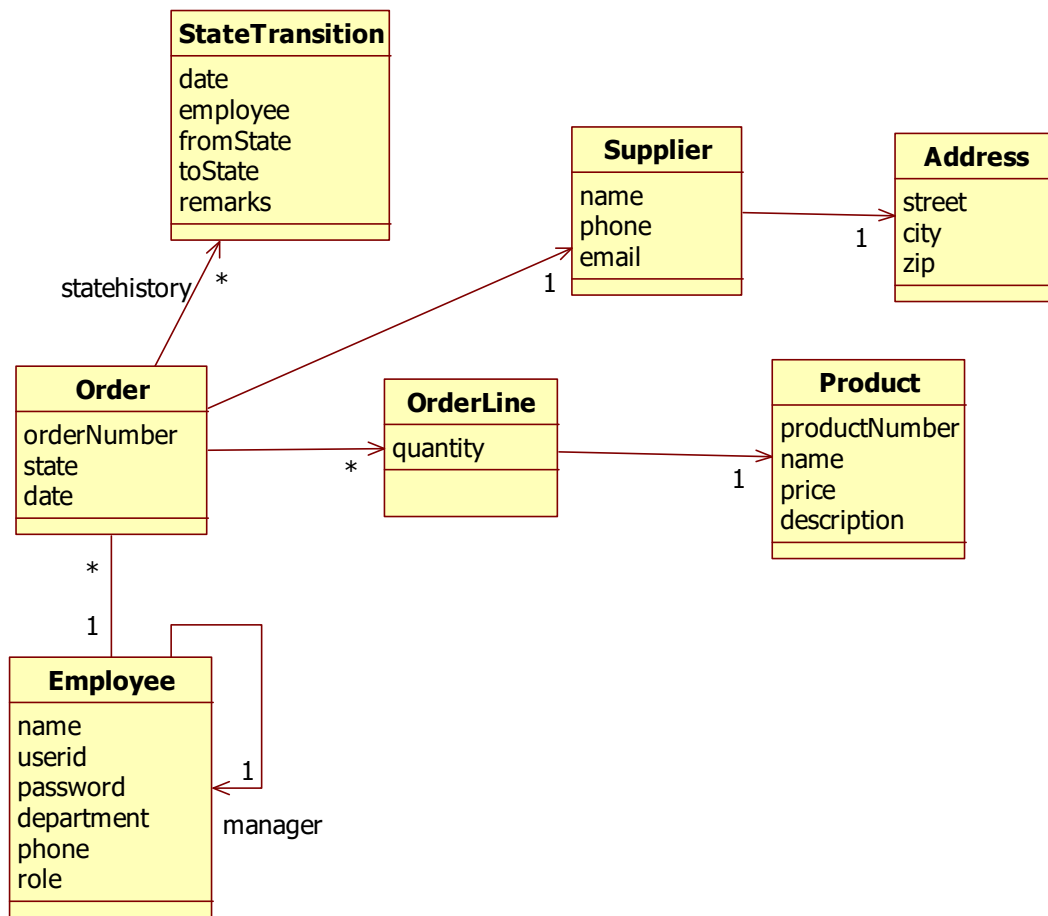 StateTransition
date
employee
fromState
toState
remarks
statehistory
*
Supplier
name
phone
email
1
Address
street
city
zip
1
Order
orderNumber
state
date
*
1
OrderLine
quantity
*
Product
productNumber
name
price
description
1
Employee
name
userid
password
department
phone
role
1
manager